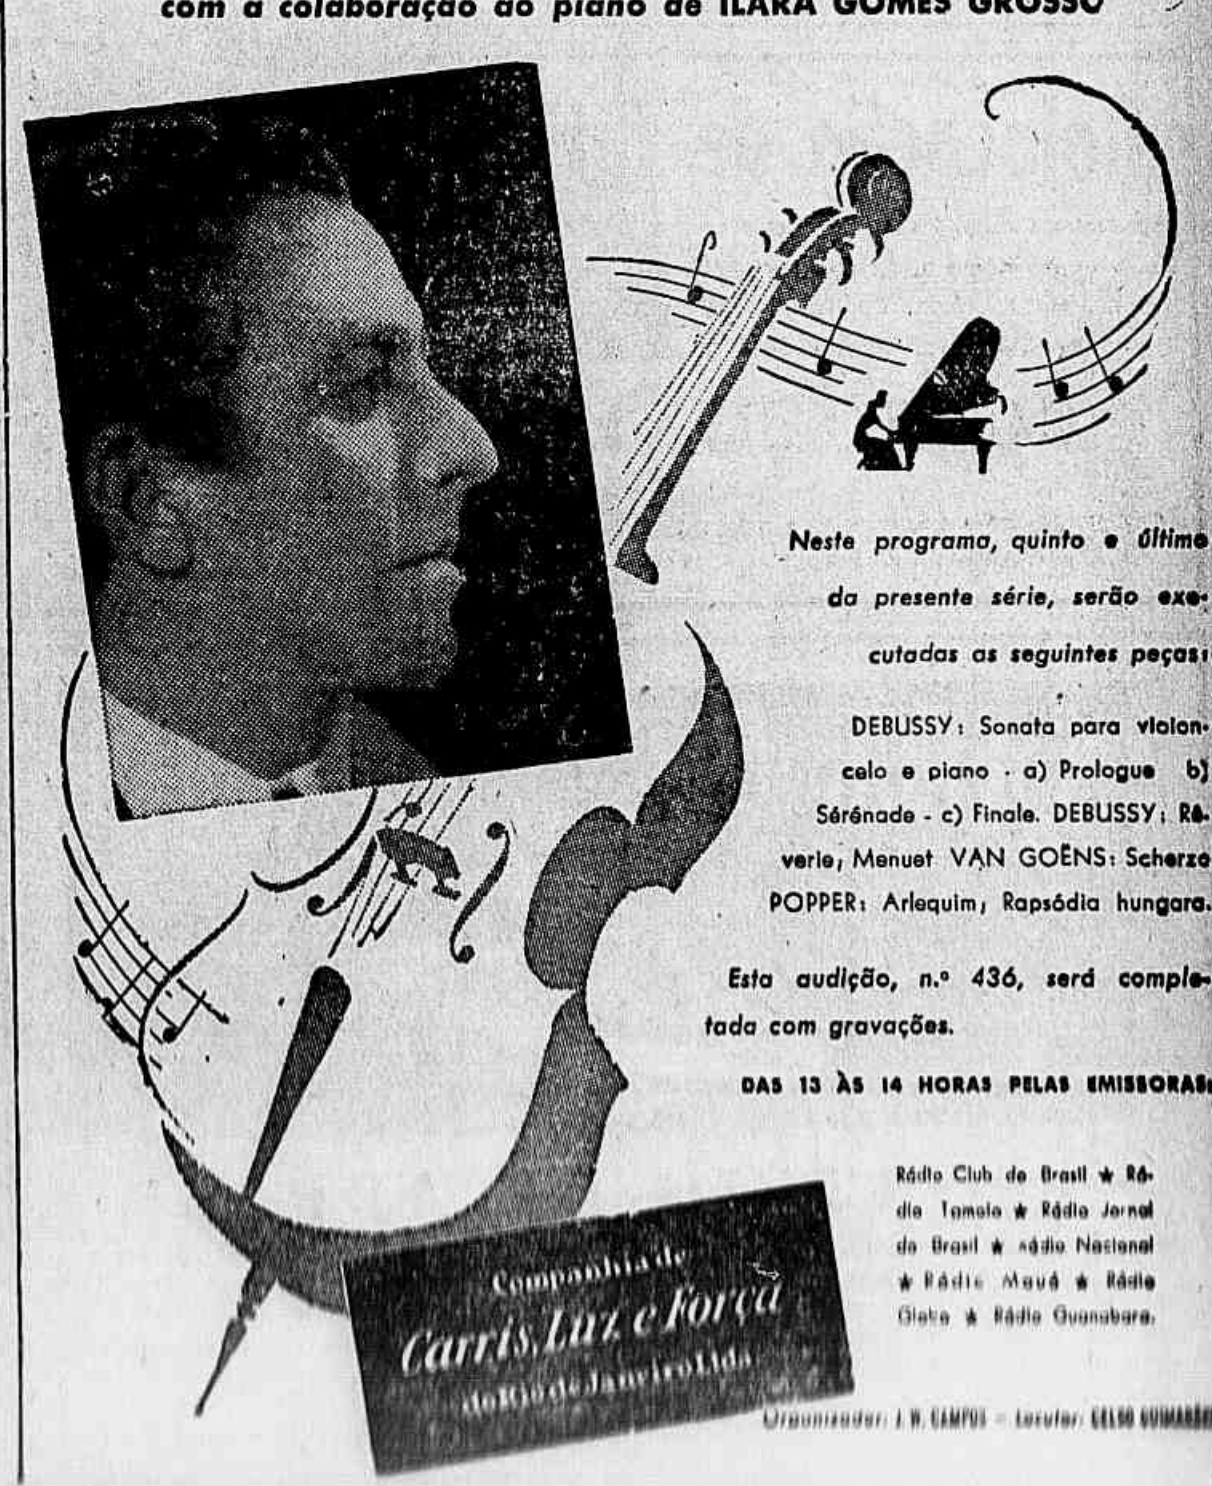 com a colaboração ao piano de ILARA GOMES GROSSO
Neste programa, quinto e último
da presente série, serão exe-
cutadas as seguintes peças:
DEBUSSY: Sonata para violon-
celo e piano - a) Prologue b)
Sérénade - c) Finale. DEBUSSY: Rê-
verie; Menuet VAN GOËNS: Scherzo
POPPER: Arlequim; Rapsódia hungara.
Esta audição, n.º 436, será comple-
tada com gravações.
DAS 13 ÀS 14 HORAS PELAS EMISSORAS:
Rádio Club do Brasil ★ Rá-
dio Tamoio ★ Rádio Jornal
do Brasil ★ Rádio Nacional
★ Rádio Mauá ★ Rádio
Globo ★ Rádio Guanabara.
Companhia de
Carris, Luz e Força
do Rio de Janeiro Ltda
Organizador: J. W. CAMPOS - Locutor: CELSO GUIMARÃE